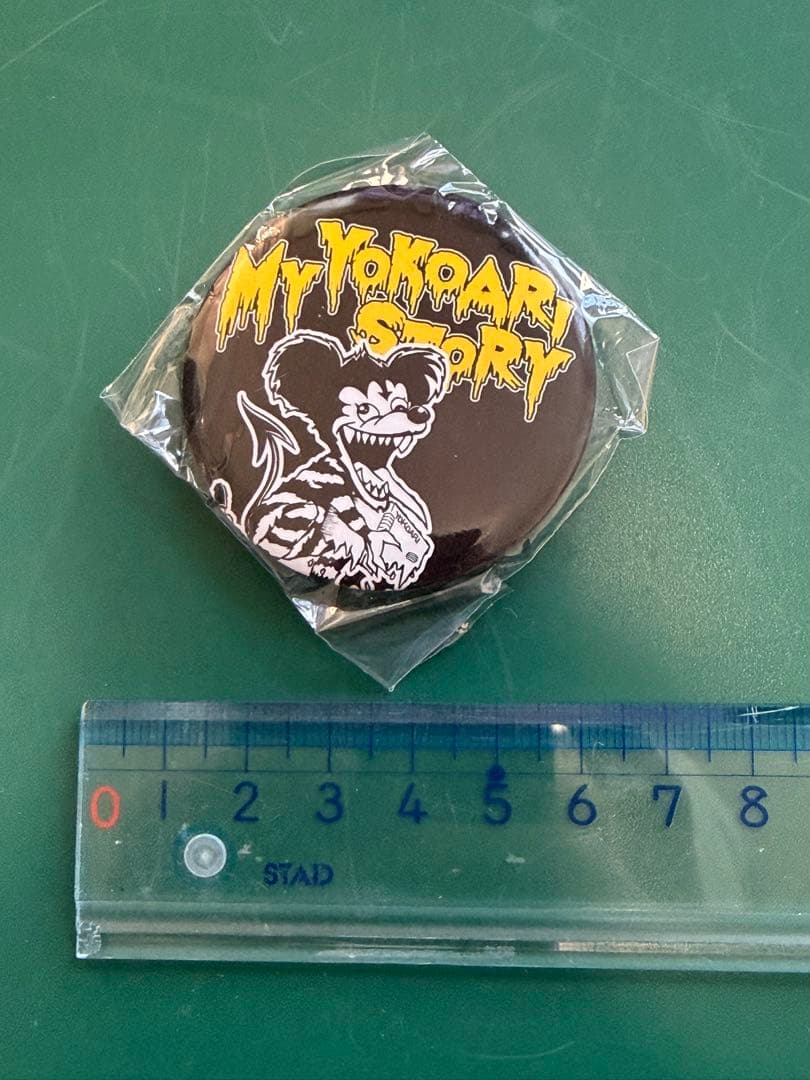 MY YOKOARI
STORY
YOKOARI
0 1 2 3 4 5 6 7 8
STAD